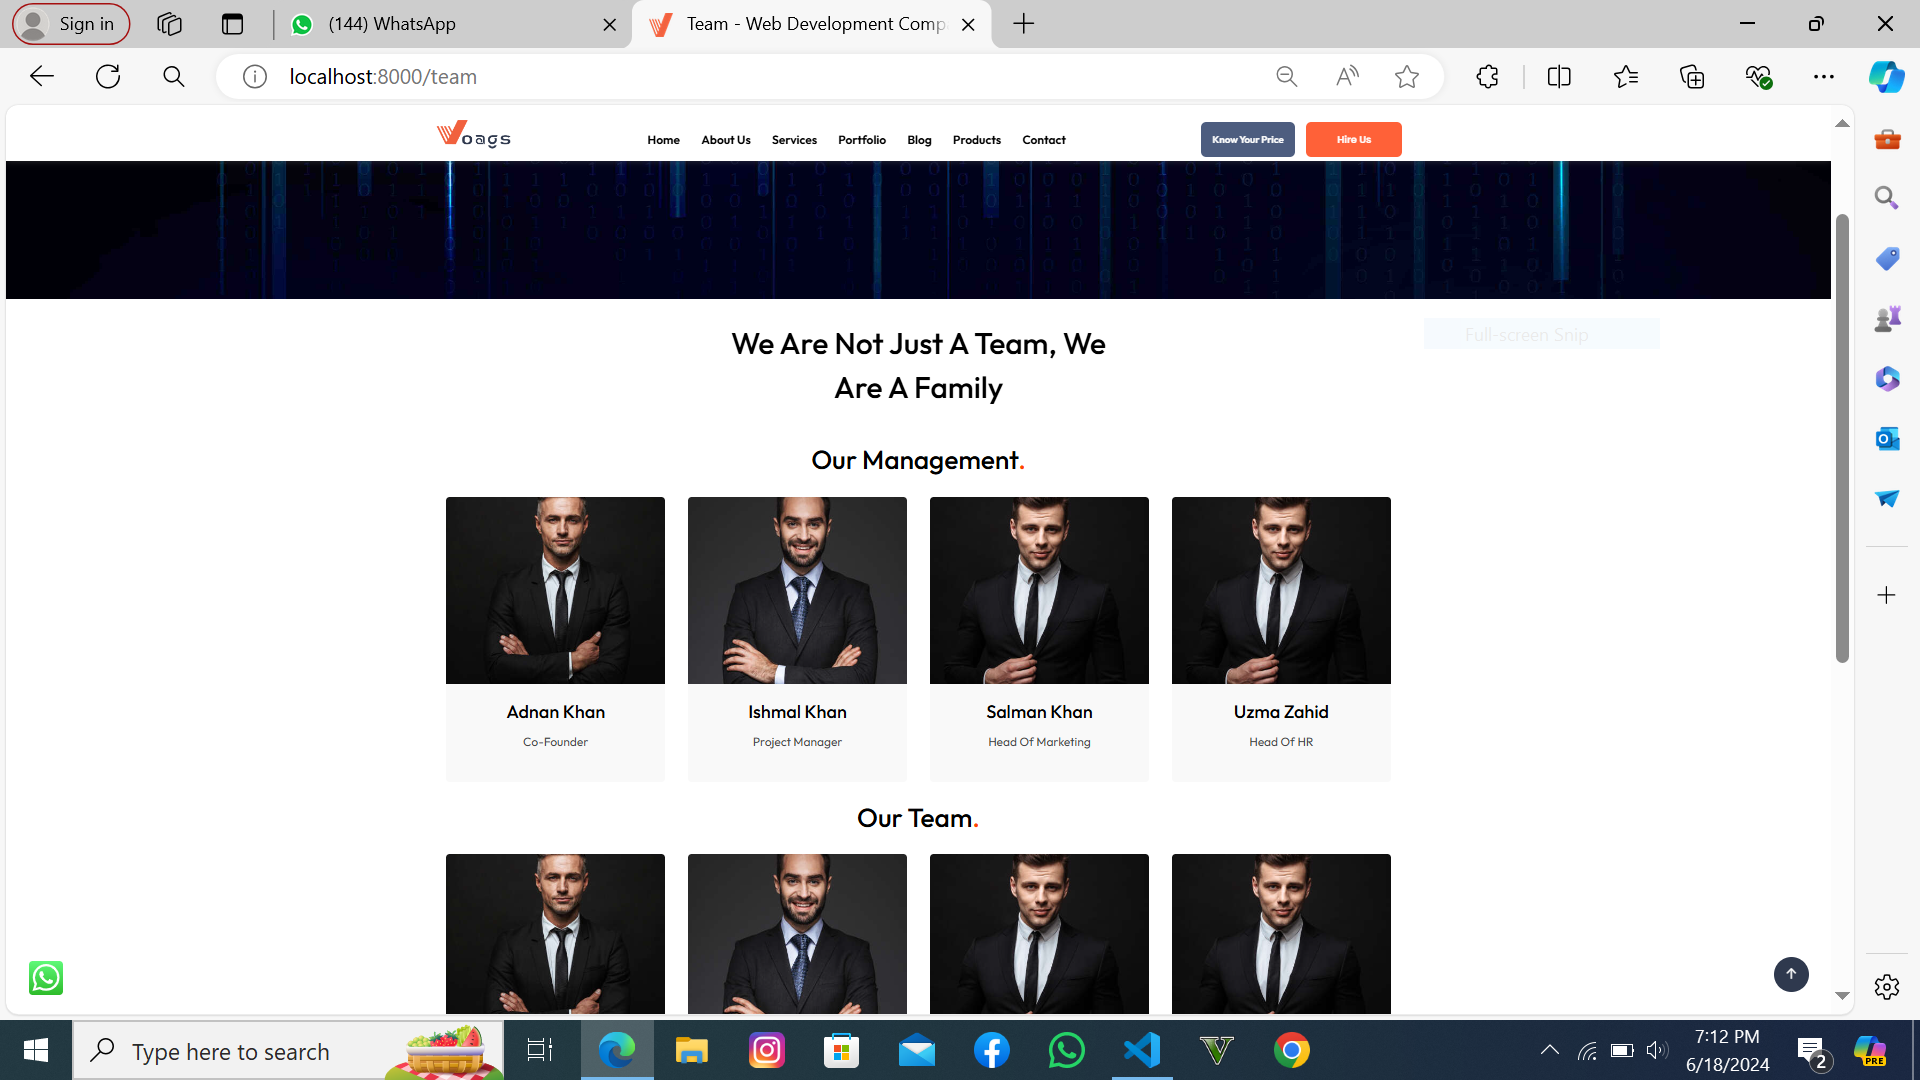 Sign in
(144) WhatsApp
Team - Web Development Comp
localhost:8000/team
Voags
Home About Us Services Portfolio Blog Products Contact
Know Your Price
Hire Us
Full-screen Snip
We Are Not Just A Team, We
Are A Family
Our Management.
Adnan Khan Ishmal Khan Salman Khan Uzma Zahid
Co-Founder Project Manager Head Of Marketing Head Of HR
Our Team.
Type here to search
7:12 PM
6/18/2024
2
PRE